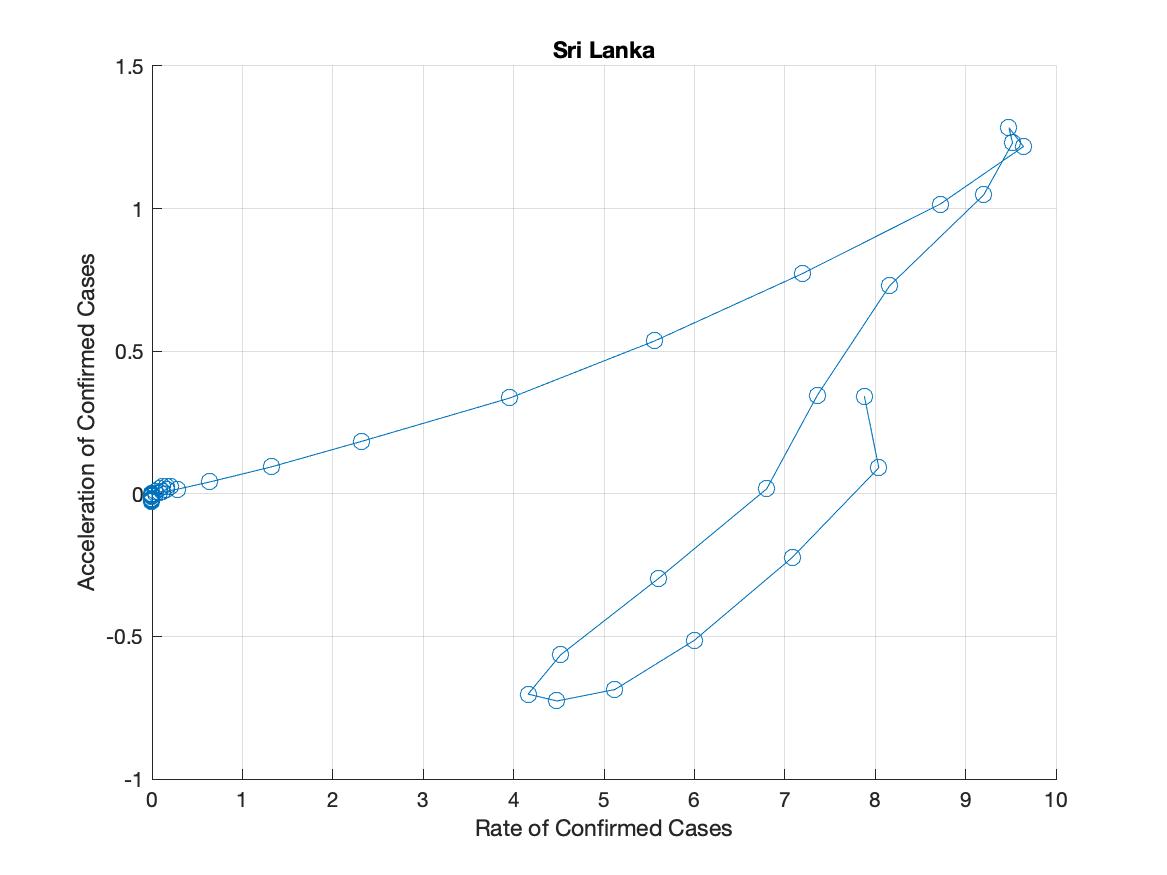 Sri Lanka
1.5
1
0.5
0
-0.5
-1
Acceleration of Confirmed Cases
0 1 2 3 4 5 6 7 8 9 10
Rate of Confirmed Cases